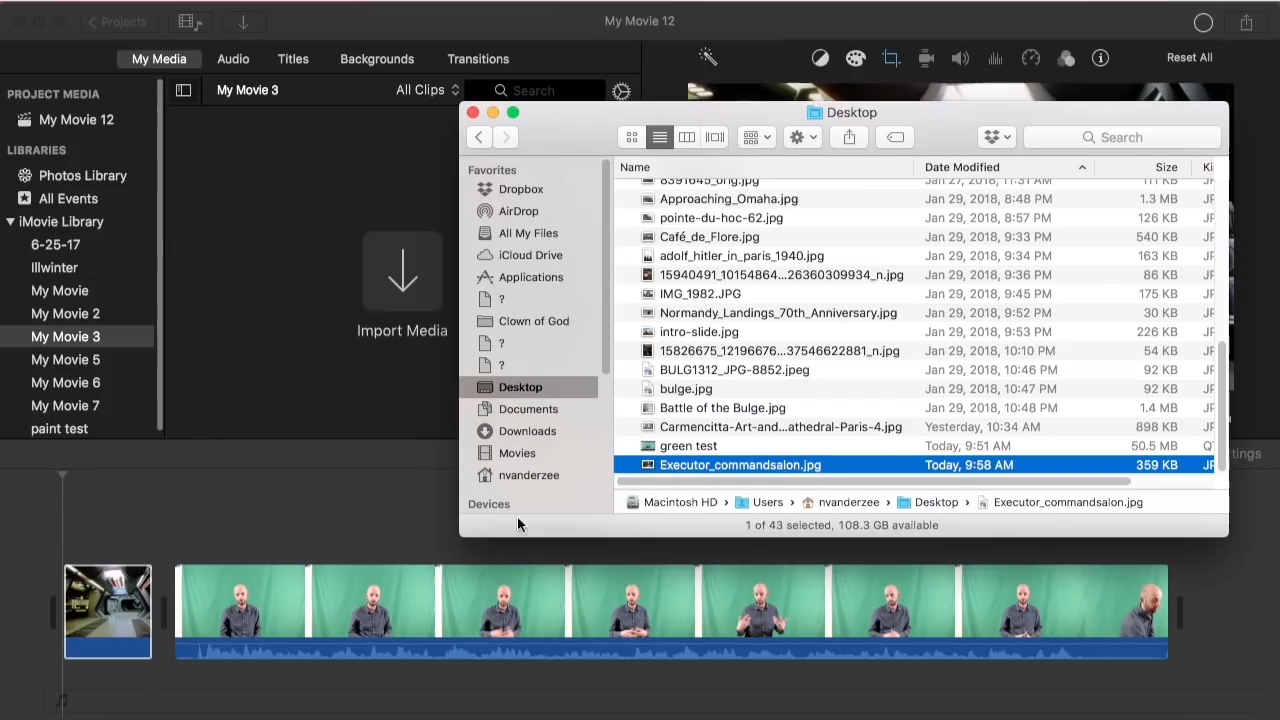 Projects
My Movie 12
My Media
Audio
Titles
Backgrounds
Transitions
Reset All
PROJECT MEDIA
My Movie 12
LIBRARIES
Photos Library
All Events
iMovie Library
6-25-17
Illwinter
My Movie
My Movie 2
My Movie 3
My Movie 5
My Movie 6
My Movie 7
paint test
My Movie 3
All Clips
Search
Import Media
Desktop
Search
Favorites
Dropbox
AirDrop
All My Files
iCloud Drive
Applications
?
Clown of God
?
?
Desktop
Documents
Downloads
Movies
nvanderzee
Devices
Name Date Modified Size
8391645_orig.jpg Jan 27, 2018, 11:31 AM 111 KB
Approaching_Omaha.jpg Jan 29, 2018, 8:48 PM 1.3 MB
pointe-du-hoc-62.jpg Jan 29, 2018, 8:57 PM 126 KB
Café_de_Flore.jpg Jan 29, 2018, 9:33 PM 540 KB
adolf_hitler_in_paris_1940.jpg Jan 29, 2018, 9:34 PM 163 KB
15940491_10154864...26360309934_n.jpg Jan 29, 2018, 9:36 PM 86 KB
IMG_1982.JPG Jan 29, 2018, 9:45 PM 175 KB
Normandy_Landings_70th_Anniversary.jpg Jan 29, 2018, 9:52 PM 30 KB
intro-slide.jpg Jan 29, 2018, 9:53 PM 226 KB
15826675_12196676...37546622881_n.jpg Jan 29, 2018, 10:10 PM 54 KB
BULG1312_JPG-8852.jpeg Jan 29, 2018, 10:46 PM 92 KB
bulge.jpg Jan 29, 2018, 10:47 PM 92 KB
Battle of the Bulge.jpg Jan 29, 2018, 10:48 PM 1.4 MB
Carmencitta-Art-and...athedral-Paris-4.jpg Yesterday, 10:34 AM 898 KB
green test Today, 9:51 AM 50.5 MB
Executor_commandsalon.jpg Today, 9:58 AM 359 KB
Macintosh HD › Users › nvanderzee › Desktop › Executor_commandsalon.jpg
1 of 43 selected, 108.3 GB available